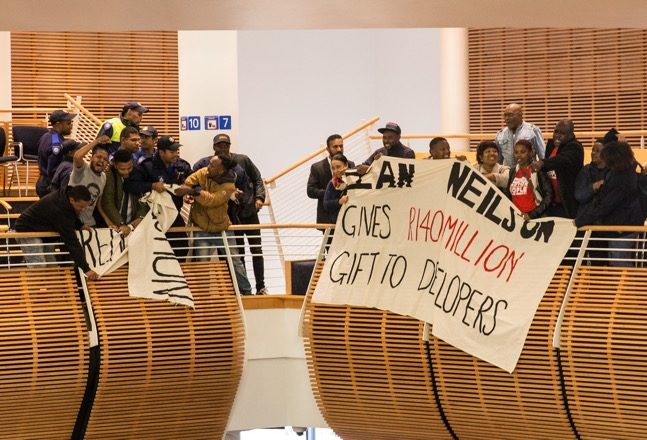 10 7
IAN NEILSON
GIVES R140MILLION
GIFT TO DELOPERS